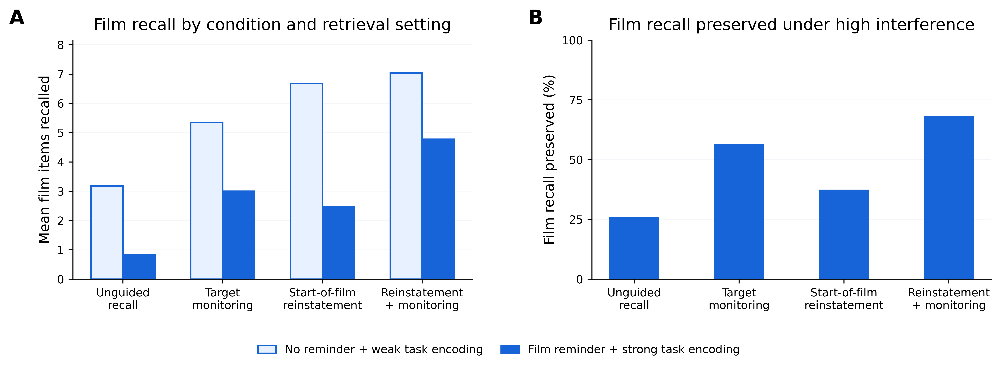 A
Film recall by condition and retrieval setting
Mean film items recalled
8
7
6
5
4
3
2
1
0
Unguided
recall
Target
monitoring
Start-of-film
reinstatement
Reinstatement
+ monitoring
B
Film recall preserved under high interference
Film recall preserved (%)
100
75
50
25
0
Unguided
recall
Target
monitoring
Start-of-film
reinstatement
Reinstatement
+ monitoring
No reminder + weak task encoding
Film reminder + strong task encoding